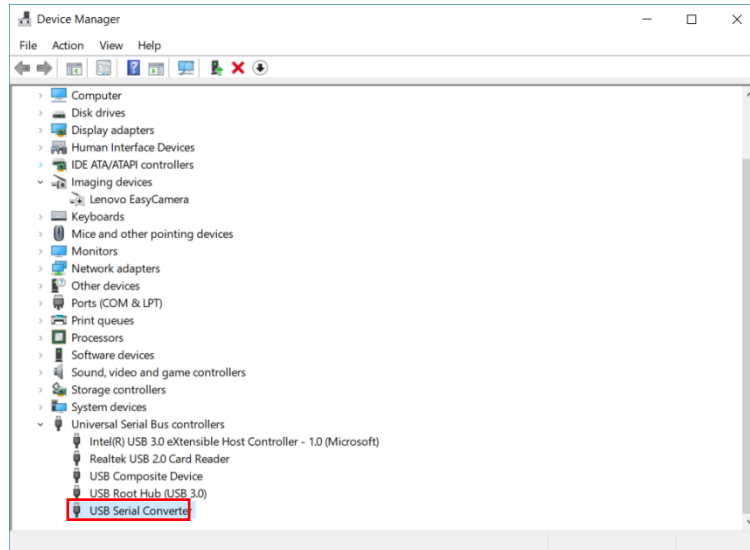 Device Manager
File Action View Help
Computer
Disk drives
Display adapters
Human Interface Devices
IDE ATA/ATAPI controllers
Imaging devices
Lenovo EasyCamera
Keyboards
Mice and other pointing devices
Monitors
Network adapters
Other devices
Ports (COM & LPT)
Print queues
Processors
Software devices
Sound, video and game controllers
Storage controllers
System devices
Universal Serial Bus controllers
Intel(R) USB 3.0 eXtensible Host Controller - 1.0 (Microsoft)
Realtek USB 2.0 Card Reader
USB Composite Device
USB Root Hub (USB 3.0)
USB Serial Converter